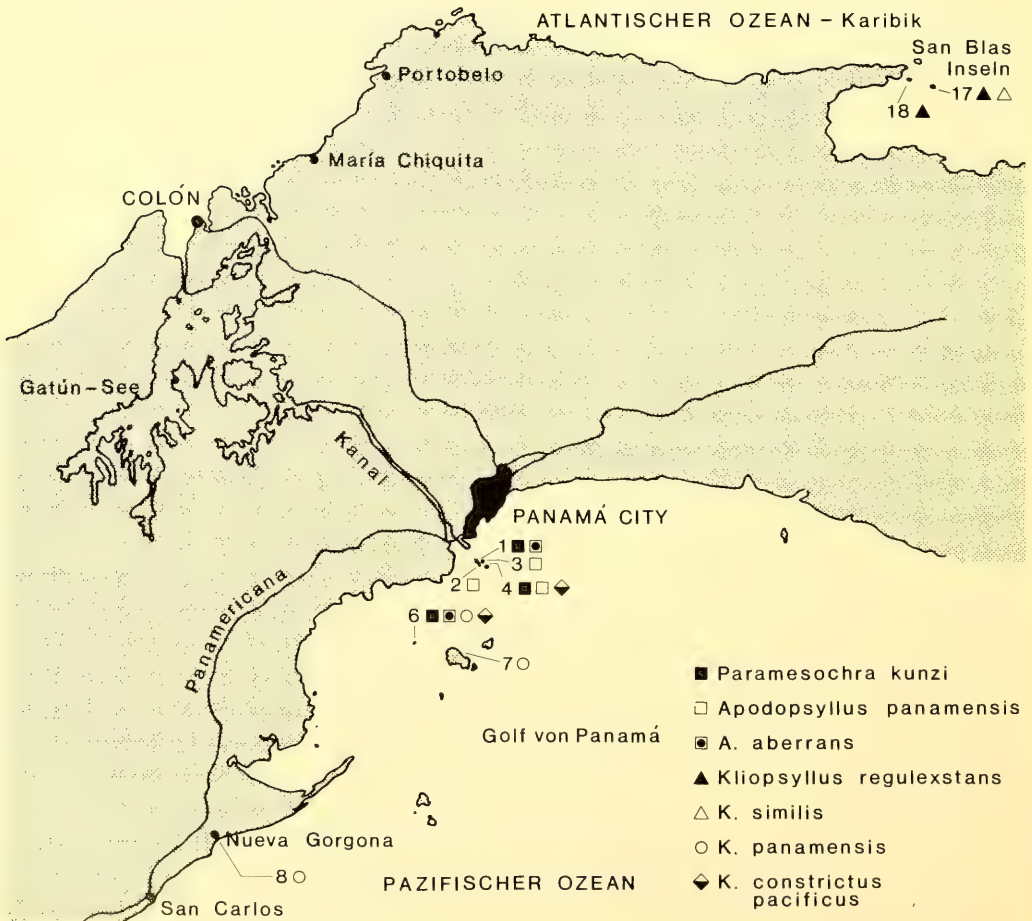 ATLANTISCHER OZEAN – Karibik
San Blas
Inseln
Portobelo
17 ▲ △
18 ▲
María Chiquita
COLÓN
Gatún-See
Kanal
PANAMÁ CITY
1 ■ ▣
3 □
2 □
4 ■ □ ⬙
Panamericana
6 ■ ▣ ○ ⬙
7 ○
■ Paramesochra kunzi
□ Apodopsyllus panamensis
Golf von Panamá
▣ A. aberrans
▲ Kliopsyllus regulexstans
△ K. similis
Nueva Gorgona
○ K. panamensis
8 ○
PAZIFISCHER OZEAN
⬙ K. constrictus
pacificus
San Carlos